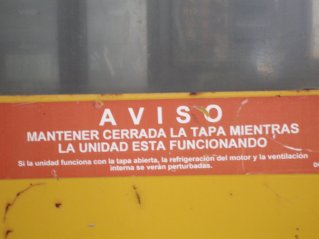 AVISO
MANTENER CERRADA LA TAPA MIENTRAS
LA UNIDAD ESTA FUNCIONANDO
Si la unidad funciona con la tapa abierta, la refrigeración del motor y la ventilación
interna se verán perturbadas.